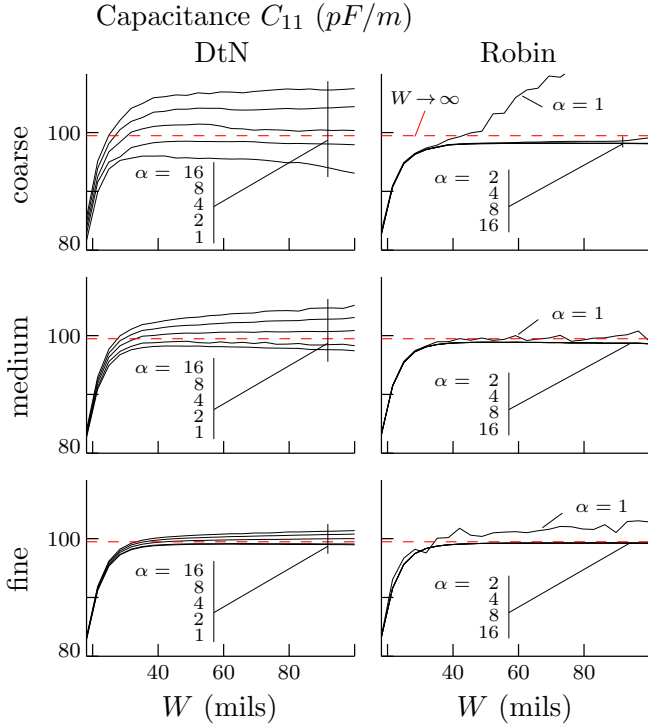 Capacitance C₁₁ (pF/m)
DtN
Robin
coarse
100
80
α = 16
8
4
2
1
W → ∞
α = 1
α = 2
4
8
16
medium
100
80
α = 16
8
4
2
1
α = 1
α = 2
4
8
16
fine
100
80
α = 16
8
4
2
1
α = 1
α = 2
4
8
16
40 60 80
40 60 80
W (mils)
W (mils)